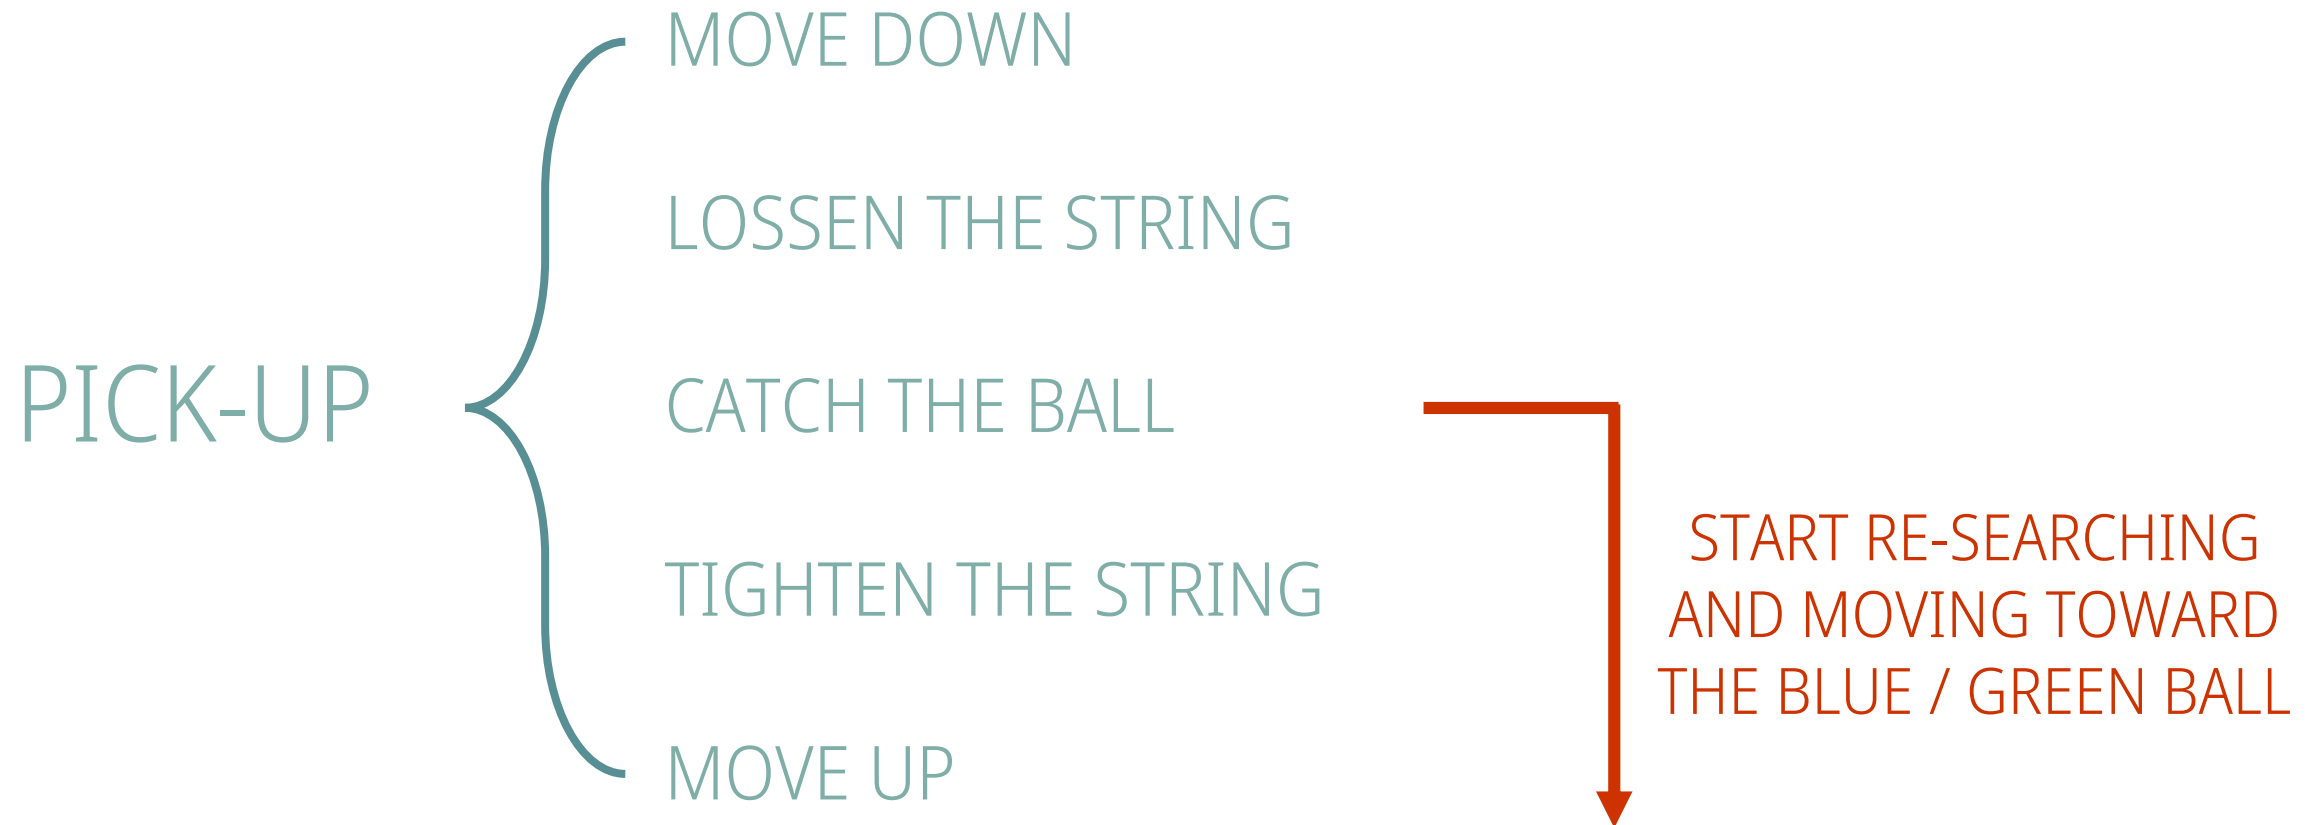 MOVE DOWN
LOSSEN THE STRING
PICK-UP
CATCH THE BALL
TIGHTEN THE STRING
MOVE UP
START RE-SEARCHING
AND MOVING TOWARD
THE BLUE / GREEN BALL